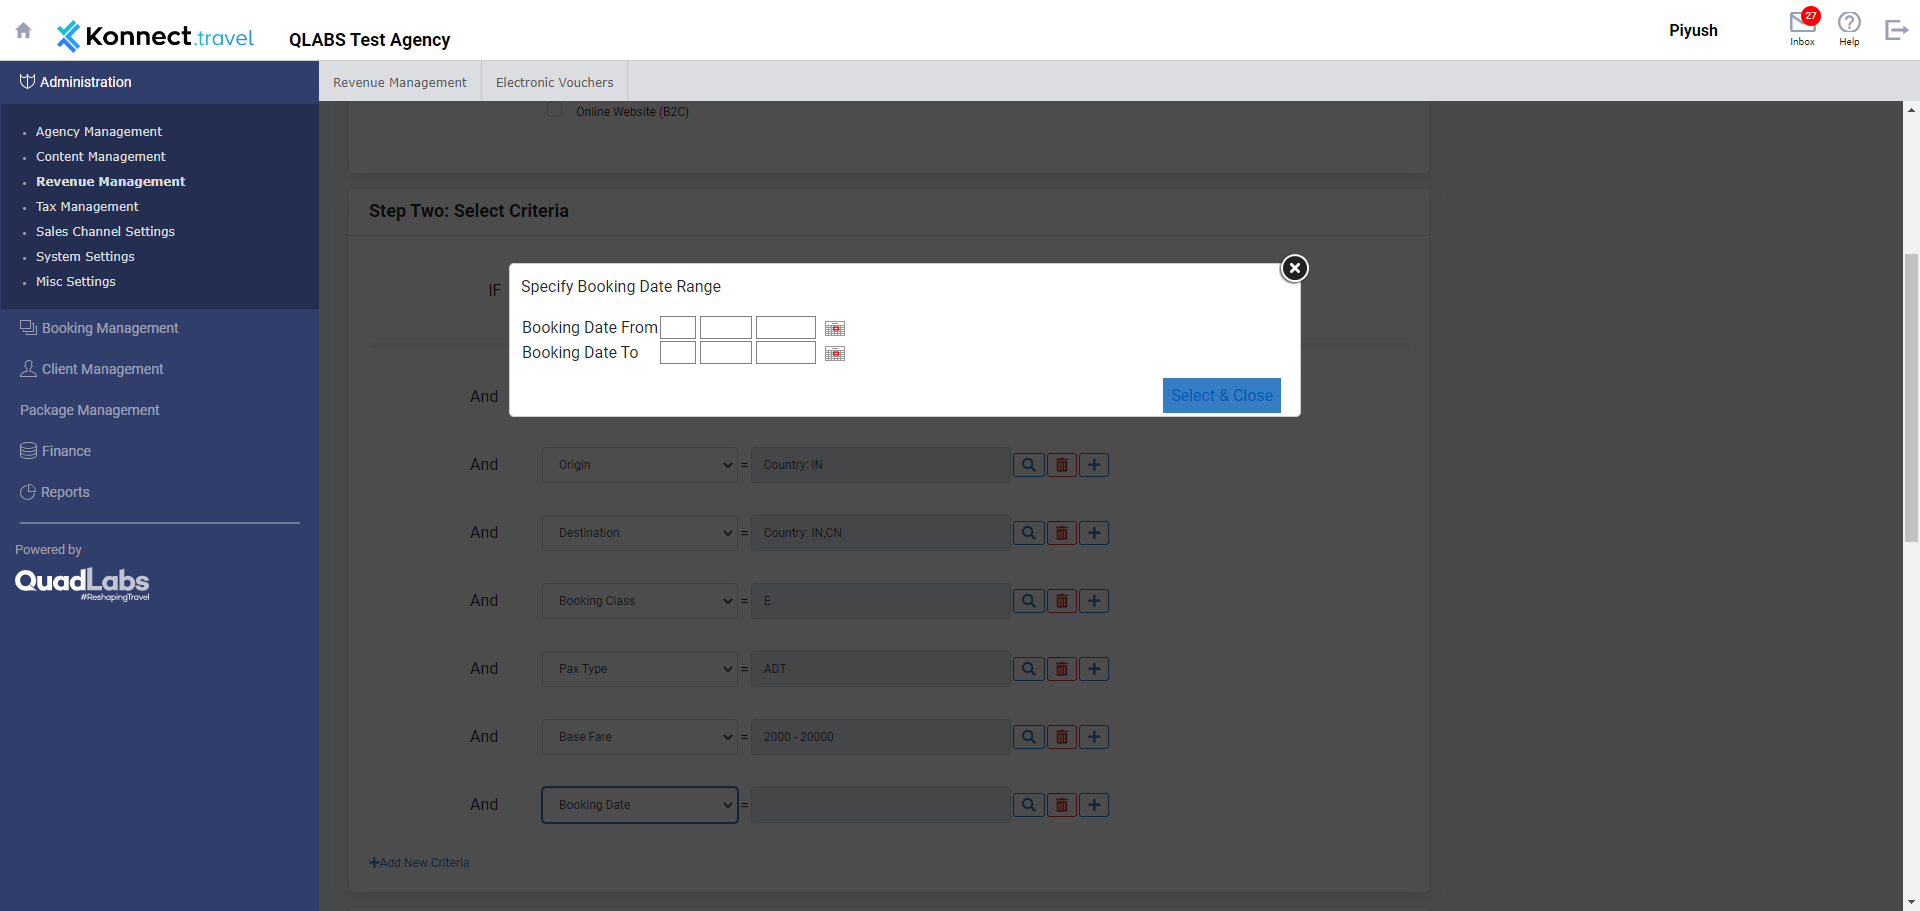 Konnect.travel
QLABS Test Agency
Piyush
27
Inbox
Help
Administration
Revenue Management
Electronic Vouchers
Agency Management
Content Management
Revenue Management
Tax Management
Sales Channel Settings
System Settings
Misc Settings
Booking Management
Client Management
Package Management
Finance
Reports
Powered by
QuadLabs
#ReshapingTravel
Online Website (B2C)
Step Two: Select Criteria
IF
Specify Booking Date Range
Booking Date From
Booking Date To
Select & Close
And
And Origin = Country: IN
And Destination = Country: IN,CN
And Booking Class = E
And Pax Type = ADT
And Base Fare = 2000 - 20000
And Booking Date =
+Add New Criteria